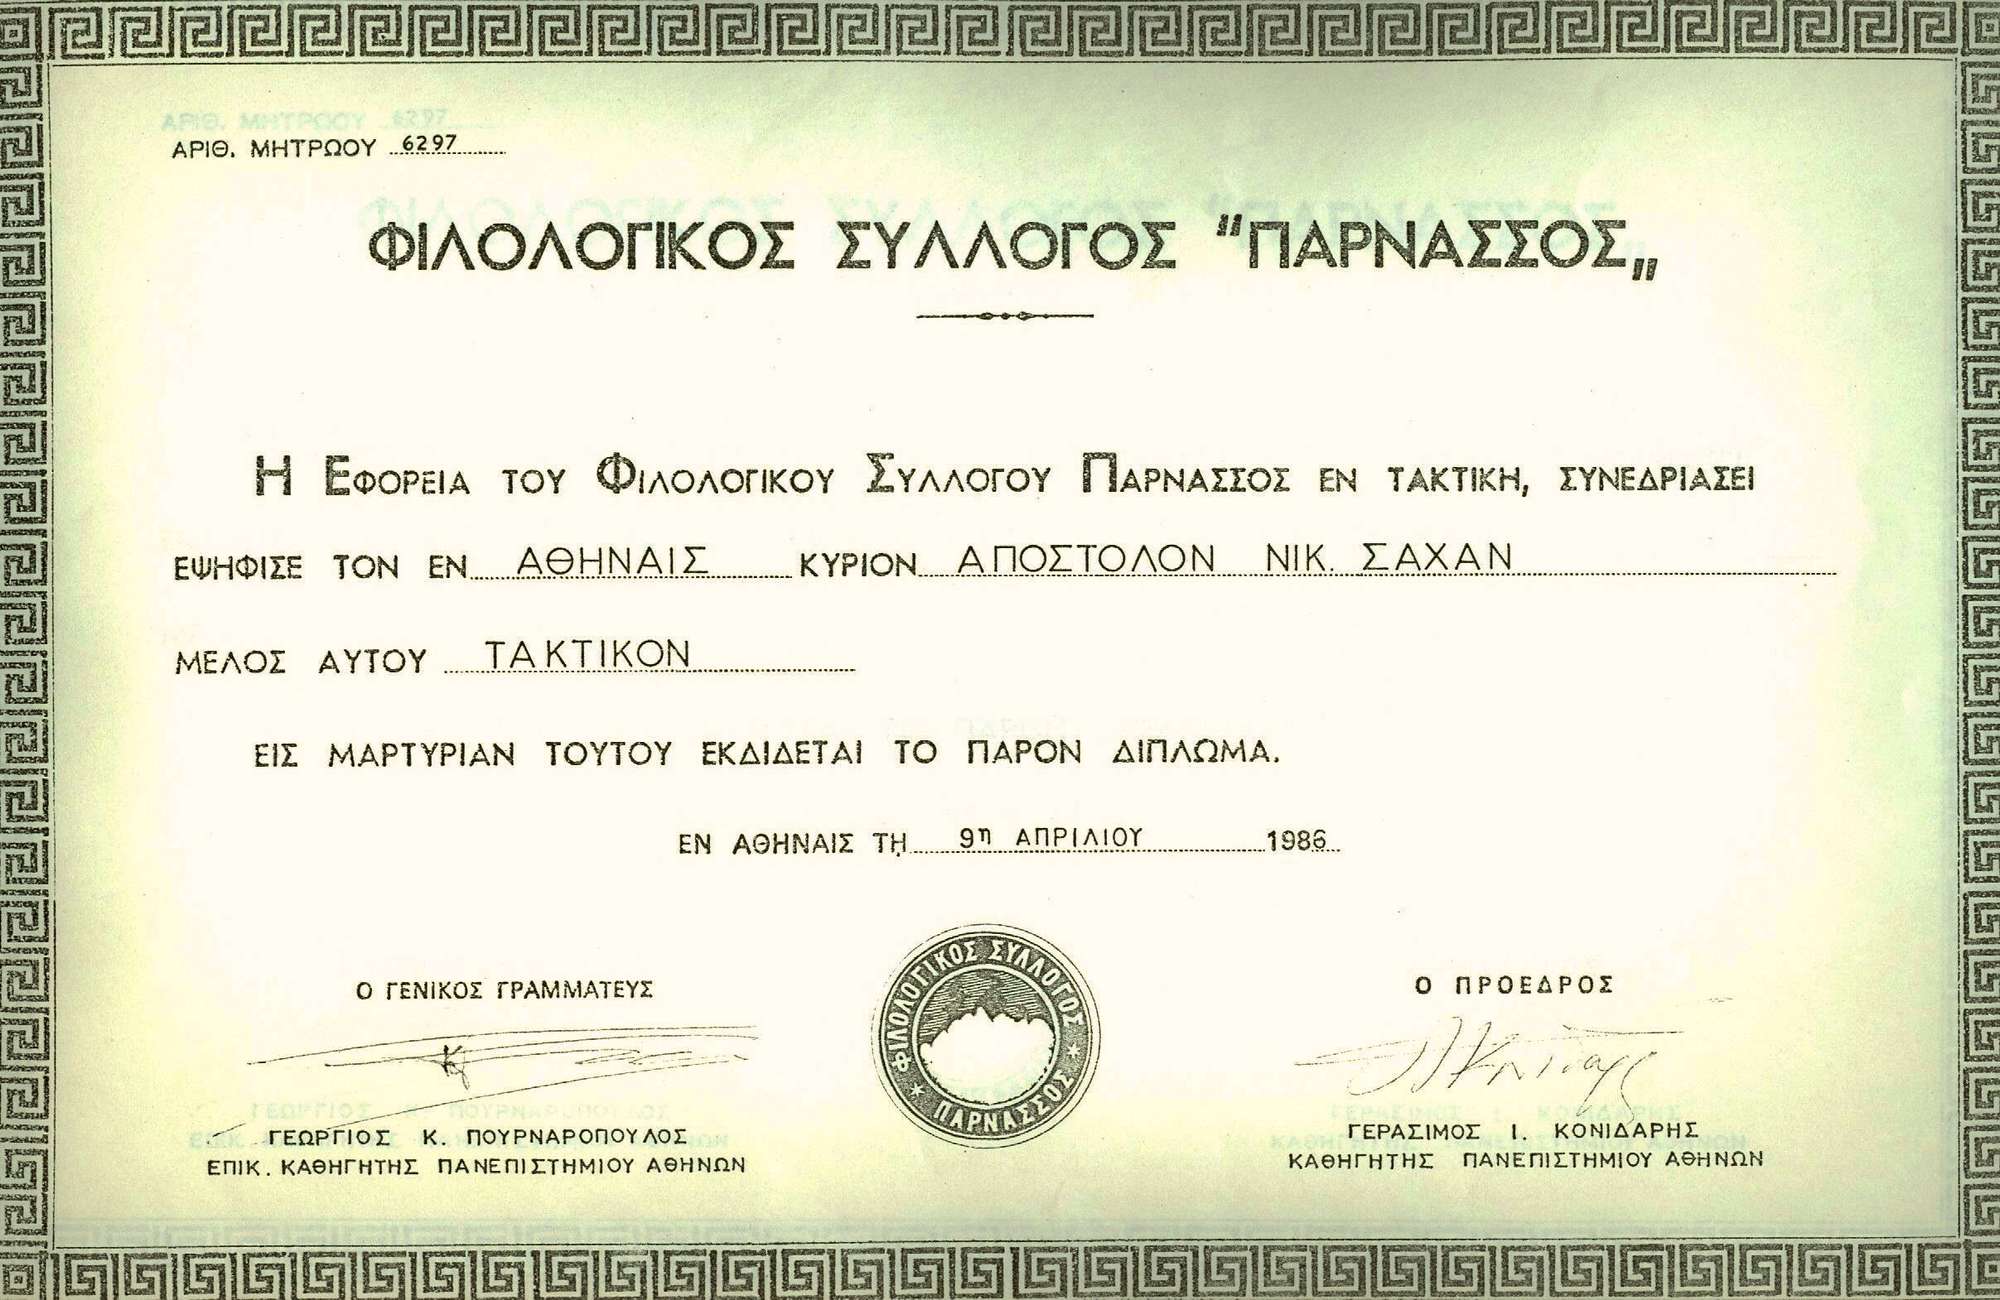 ΑΡΙΘ. ΜΗΤΡΩΟΥ 6297
ΦΙΛΟΛΟΓΙΚΟΣ ΣΥΛΛΟΓΟΣ “ΠΑΡΝΑΣΣΟΣ„
Η ΕΦΟΡΕΙΑ ΤΟΥ ΦΙΛΟΛΟΓΙΚΟΥ ΣΥΛΛΟΓΟΥ ΠΑΡΝΑΣΣΟΣ ΕΝ ΤΑΚΤΙΚΗ, ΣΥΝΕΔΡΙΑΣΕΙ
ΕΨΗΦΙΣΕ ΤΟΝ ΕΝ ΑΘΗΝΑΙΣ ΚΥΡΙΟΝ ΑΠΟΣΤΟΛΟΝ ΝΙΚ. ΣΑΧΑΝ
ΜΕΛΟΣ ΑΥΤΟΥ ΤΑΚΤΙΚΟΝ
ΕΙΣ ΜΑΡΤΥΡΙΑΝ ΤΟΥΤΟΥ ΕΚΔΙΔΕΤΑΙ ΤΟ ΠΑΡΟΝ ΔΙΠΛΩΜΑ.
ΕΝ ΑΘΗΝΑΙΣ ΤΗ 9η ΑΠΡΙΛΙΟΥ 1986
Ο ΓΕΝΙΚΟΣ ΓΡΑΜΜΑΤΕΥΣ
ΓΕΩΡΓΙΟΣ Κ. ΠΟΥΡΝΑΡΟΠΟΥΛΟΣ
ΕΠΙΚ. ΚΑΘΗΓΗΤΗΣ ΠΑΝΕΠΙΣΤΗΜΙΟΥ ΑΘΗΝΩΝ
ΦΙΛΟΛΟΓΙΚΟΣ ΣΥΛΛΟΓΟΣ
ΠΑΡΝΑΣΣΟΣ
Ο ΠΡΟΕΔΡΟΣ
ΓΕΡΑΣΙΜΟΣ Ι. ΚΟΝΙΔΑΡΗΣ
ΚΑΘΗΓΗΤΗΣ ΠΑΝΕΠΙΣΤΗΜΙΟΥ ΑΘΗΝΩΝ